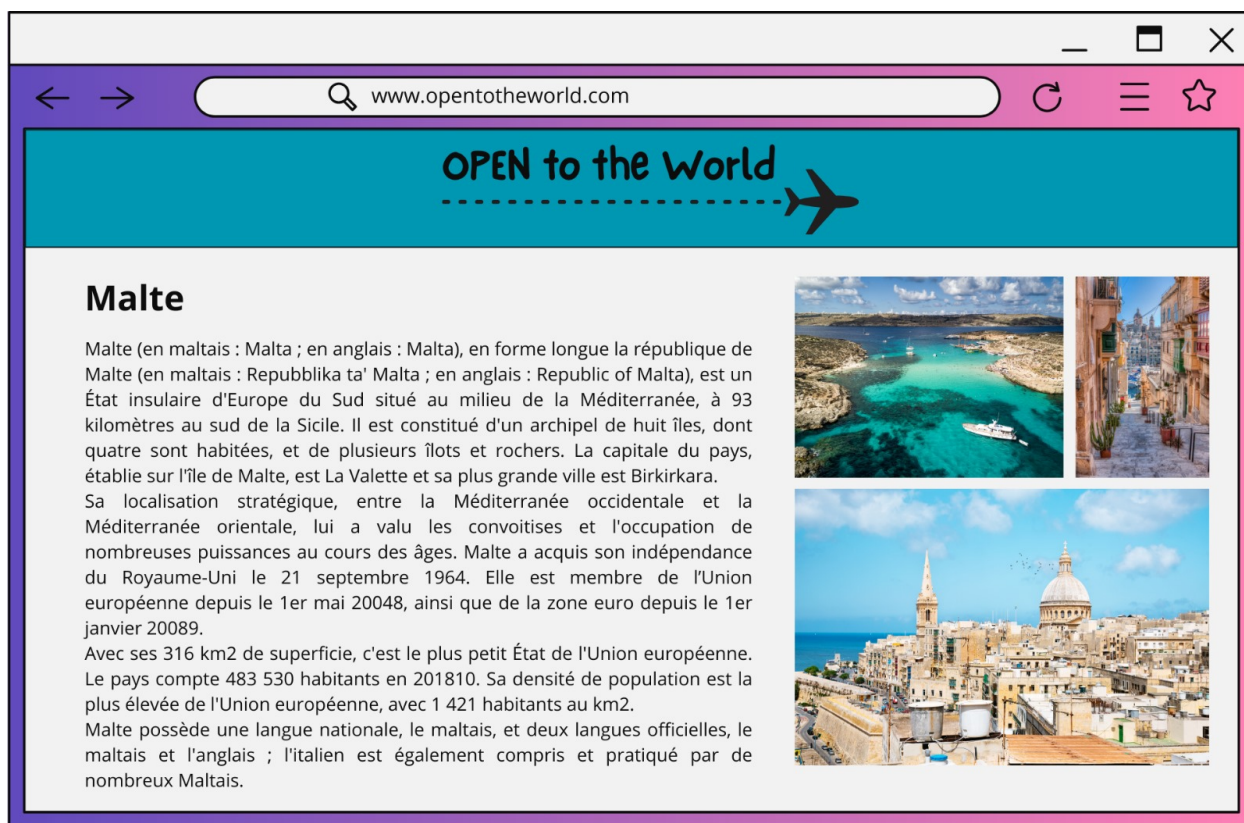 www.opentotheworld.com
OPEN to the World
Malte
Malte (en maltais : Malta ; en anglais : Malta), en forme longue la république de
Malte (en maltais : Repubblika ta' Malta ; en anglais : Republic of Malta), est un
État insulaire d'Europe du Sud situé au milieu de la Méditerranée, à 93
kilomètres au sud de la Sicile. Il est constitué d'un archipel de huit îles, dont
quatre sont habitées, et de plusieurs îlots et rochers. La capitale du pays,
établie sur l'île de Malte, est La Valette et sa plus grande ville est Birkirkara.
Sa localisation stratégique, entre la Méditerranée occidentale et la
Méditerranée orientale, lui a valu les convoitises et l'occupation de
nombreuses puissances au cours des âges. Malte a acquis son indépendance
du Royaume-Uni le 21 septembre 1964. Elle est membre de l’Union
européenne depuis le 1er mai 20048, ainsi que de la zone euro depuis le 1er
janvier 20089.
Avec ses 316 km2 de superficie, c'est le plus petit État de l'Union européenne.
Le pays compte 483 530 habitants en 201810. Sa densité de population est la
plus élevée de l'Union européenne, avec 1 421 habitants au km2.
Malte possède une langue nationale, le maltais, et deux langues officielles, le
maltais et l'anglais ; l'italien est également compris et pratiqué par de
nombreux Maltais.